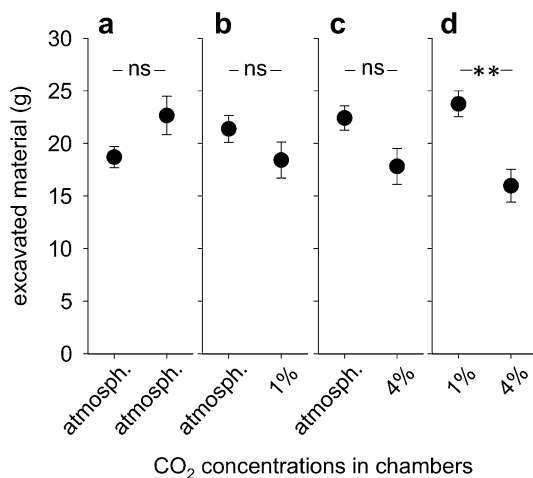 a b c d
ns ns ns **
excavated material (g)
30
25
20
15
10
5
0
atmosph. atmosph. atmosph. 1% atmosph. 4% 1% 4%
CO₂ concentrations in chambers